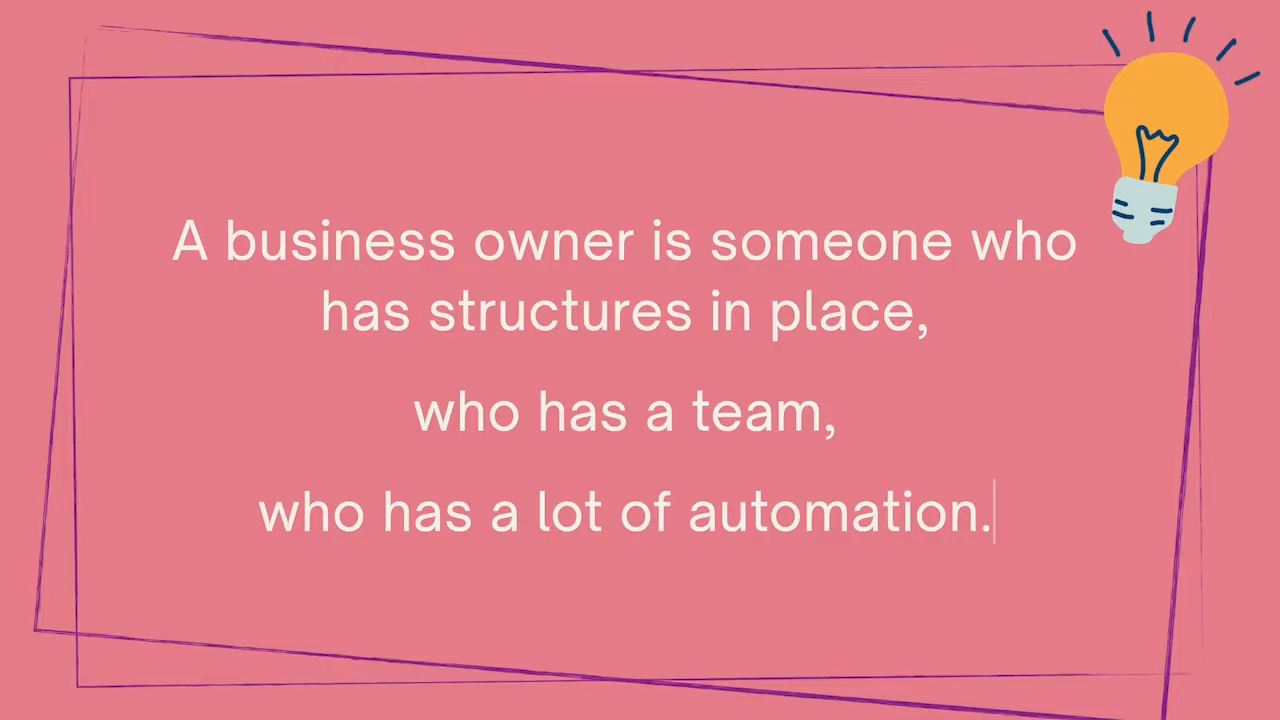 A business owner is someone who
has structures in place,
who has a team,
who has a lot of automation.